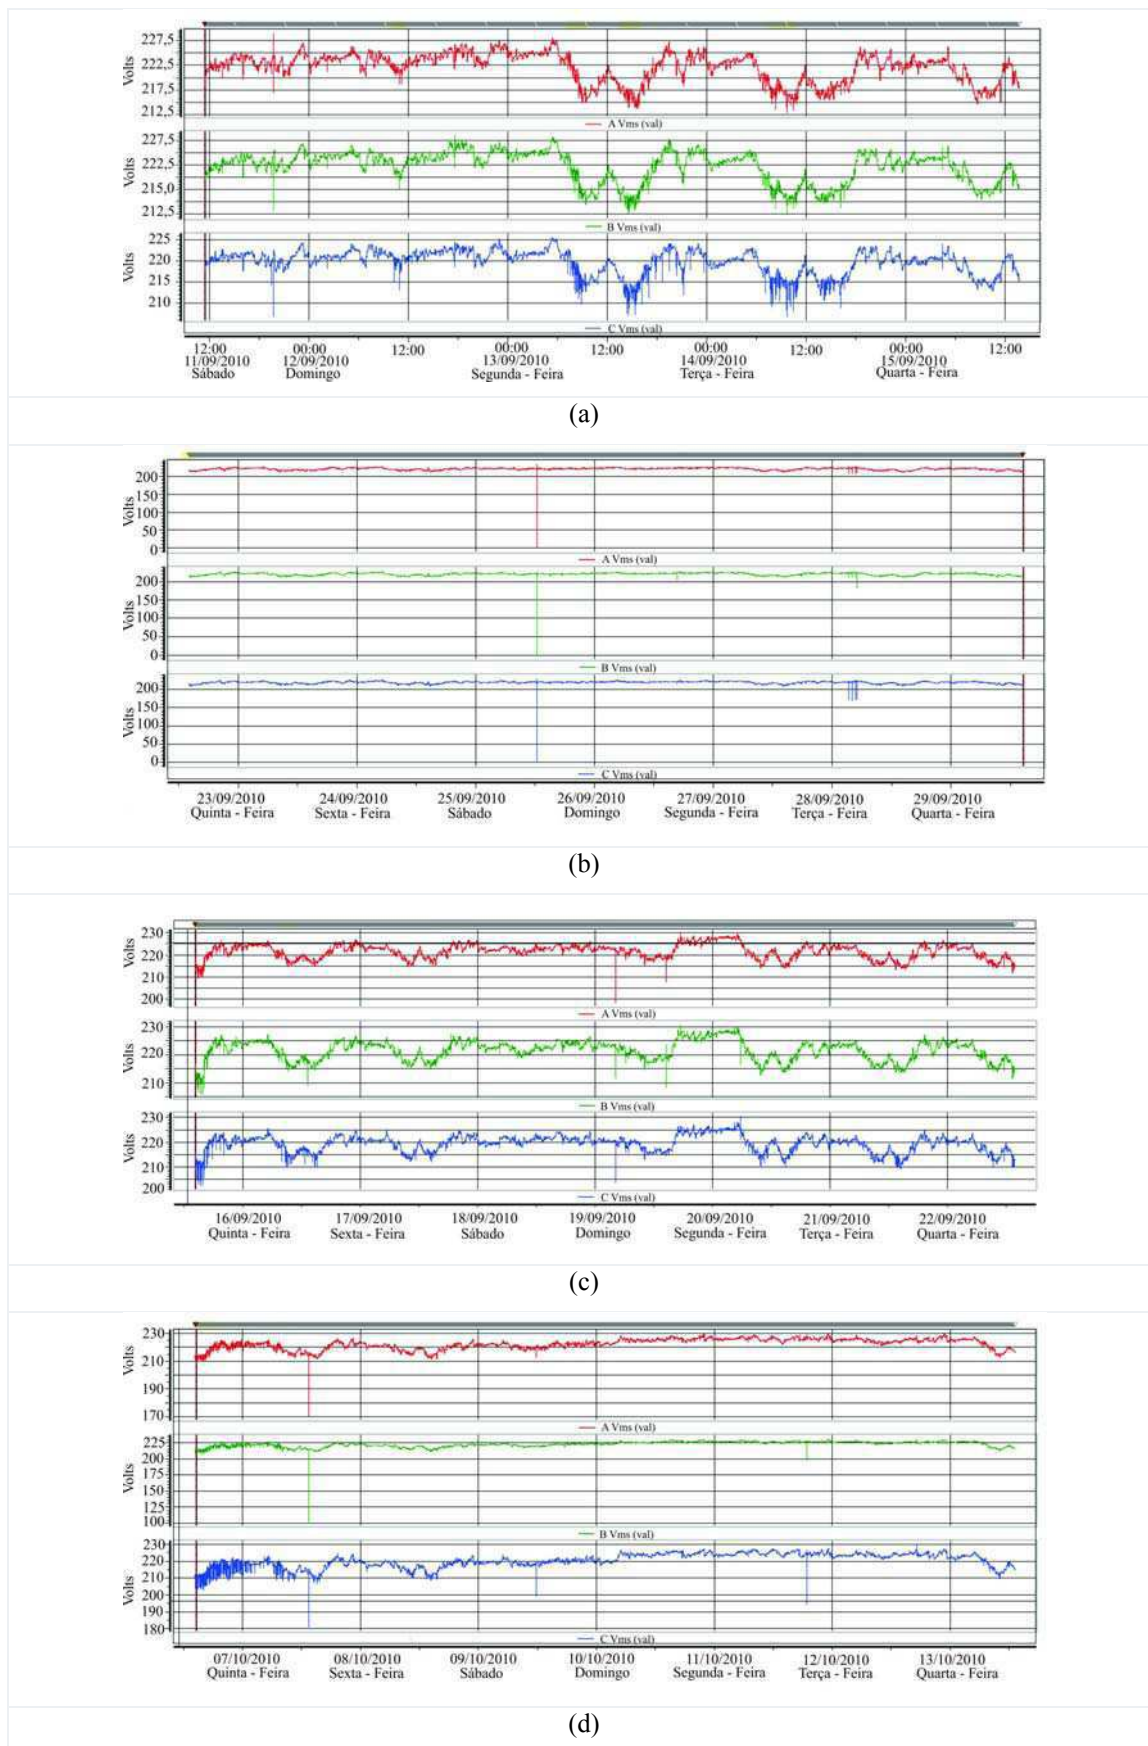 227,5
222,5
217,5
212,5
Volts
A Vms (val)
227,5
222,5
215,0
212,5
Volts
B Vms (val)
225
220
215
210
Volts
C Vms (val)
12:00 00:00 12:00 00:00 12:00 00:00 12:00 00:00 12:00
11/09/2010 12/09/2010 13/09/2010 14/09/2010 15/09/2010
Sábado Domingo Segunda - Feira Terça - Feira Quarta - Feira
(a)
200
150
100
50
0
Volts
A Vms (val)
200
150
100
50
0
Volts
B Vms (val)
200
150
100
50
0
Volts
C Vms (val)
23/09/2010 24/09/2010 25/09/2010 26/09/2010 27/09/2010 28/09/2010 29/09/2010
Quinta - Feira Sexta - Feira Sábado Domingo Segunda - Feira Terça - Feira Quarta - Feira
(b)
230
220
210
200
Volts
A Vms (val)
230
220
210
Volts
B Vms (val)
230
220
210
200
Volts
C Vms (val)
16/09/2010 17/09/2010 18/09/2010 19/09/2010 20/09/2010 21/09/2010 22/09/2010
Quinta - Feira Sexta - Feira Sábado Domingo Segunda - Feira Terça - Feira Quarta - Feira
(c)
230
210
190
170
Volts
A Vms (val)
225
200
175
150
125
100
Volts
B Vms (val)
230
220
210
200
190
180
Volts
C Vms (val)
07/10/2010 08/10/2010 09/10/2010 10/10/2010 11/10/2010 12/10/2010 13/10/2010
Quinta - Feira Sexta - Feira Sábado Domingo Segunda - Feira Terça - Feira Quarta - Feira
(d)